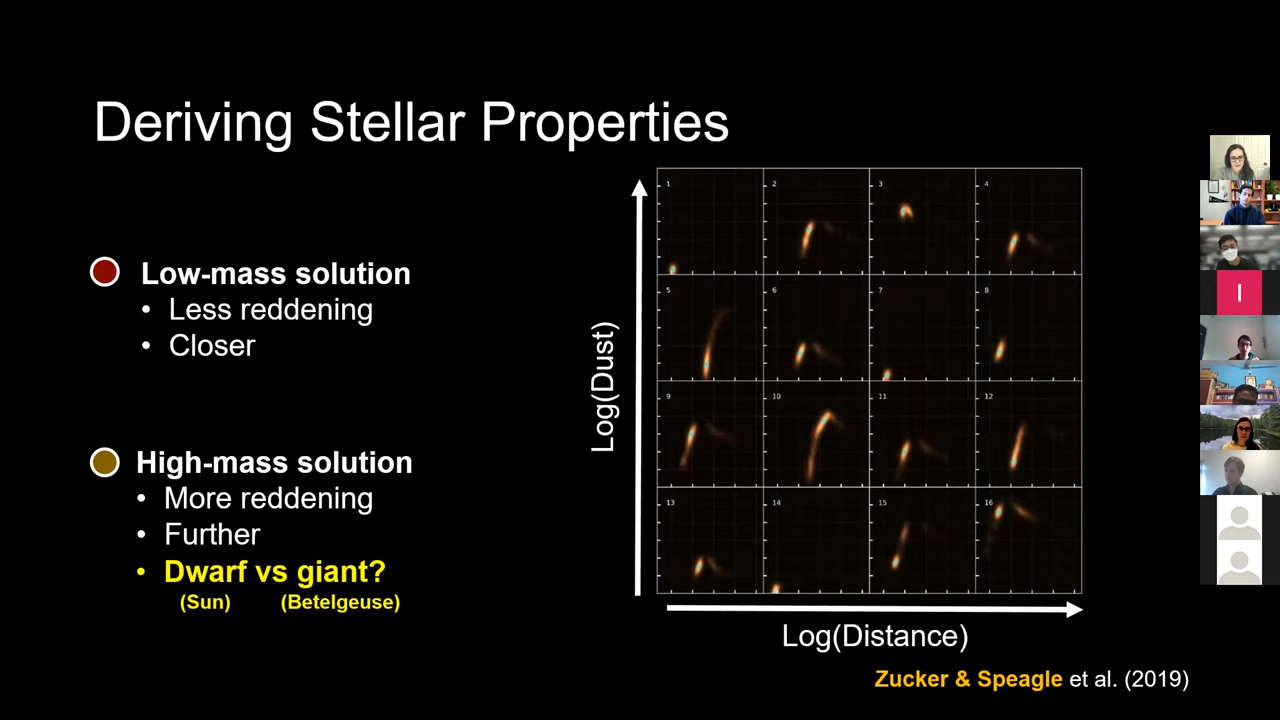 Deriving Stellar Properties
Low-mass solution
• Less reddening
• Closer
High-mass solution
• More reddening
• Further
• Dwarf vs giant?
(Sun) (Betelgeuse)
Log(Dust)
1 2 3 4
5 6 7 8
9 10 11 12
13 14 15 16
Log(Distance)
Zucker & Speagle et al. (2019)
I